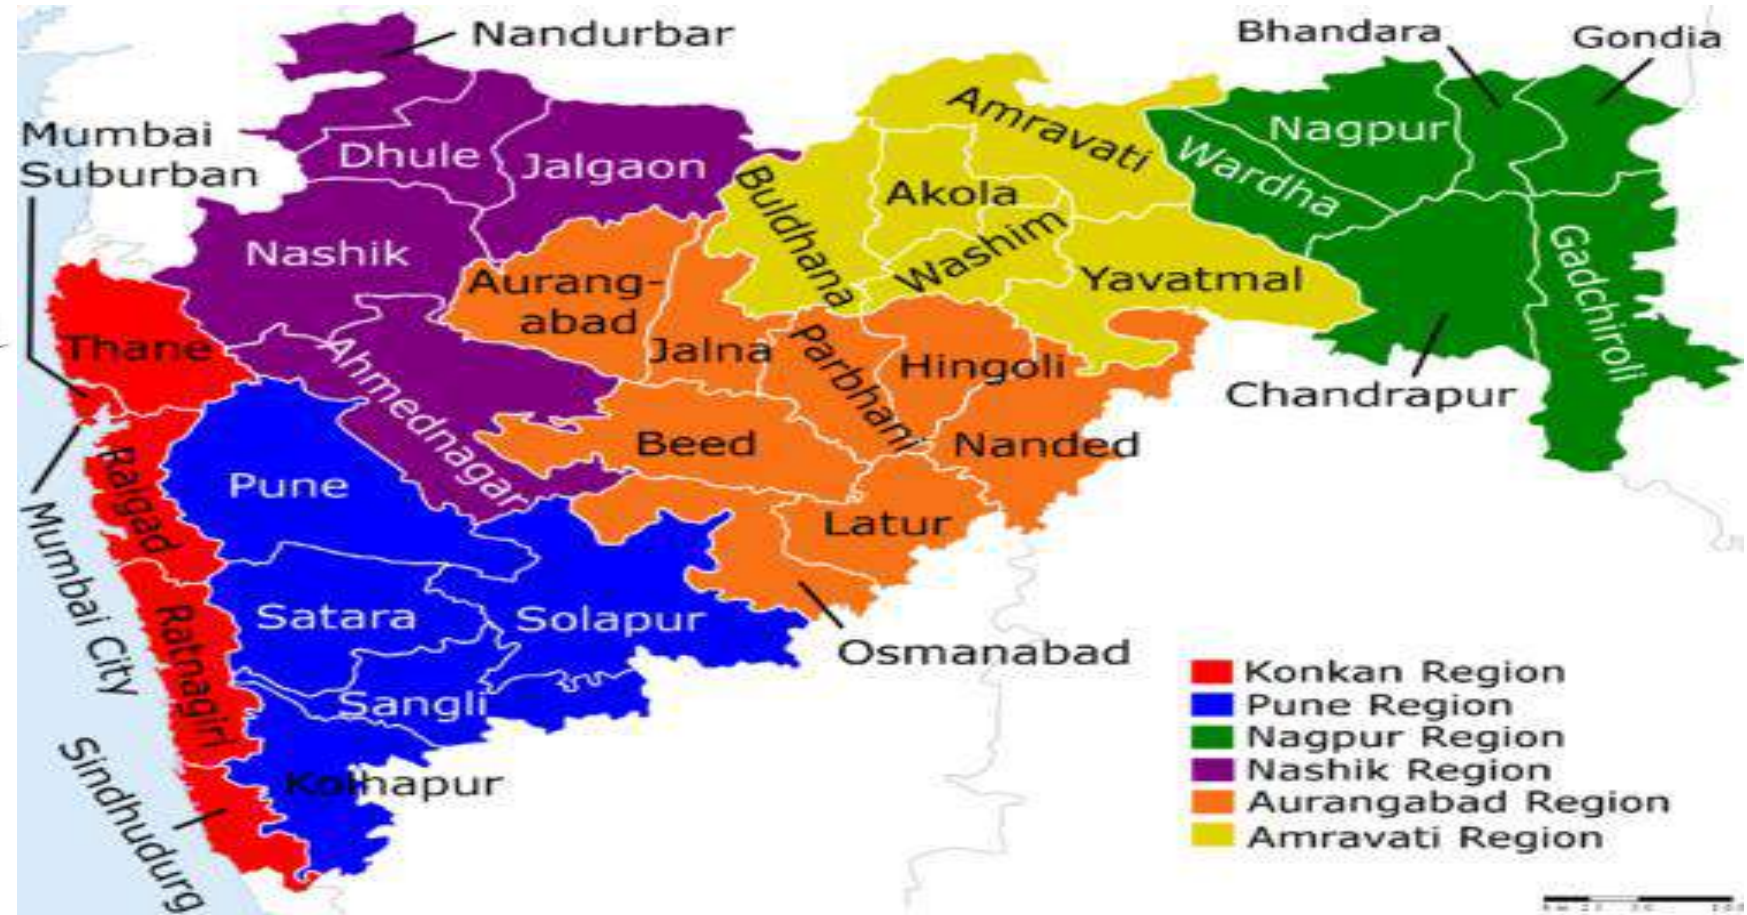 Nandurbar
Bhandara
Gondia
Mumbai
Suburban
Dhule
Jalgaon
Amravati
Nagpur
Wardha
Buldhana
Akola
Washim
Nashik
Aurang-
abad
Yavatmal
Gadchiroli
Thane
Ahmednagar
Jalna
Parbhani
Hingoli
Chandrapur
Beed
Nanded
Raigad
Pune
Latur
Mumbai City
Ratnagiri
Satara
Solapur
Osmanabad
Sangli
Kolhapur
Sindhudurg
Konkan Region
Pune Region
Nagpur Region
Nashik Region
Aurangabad Region
Amravati Region